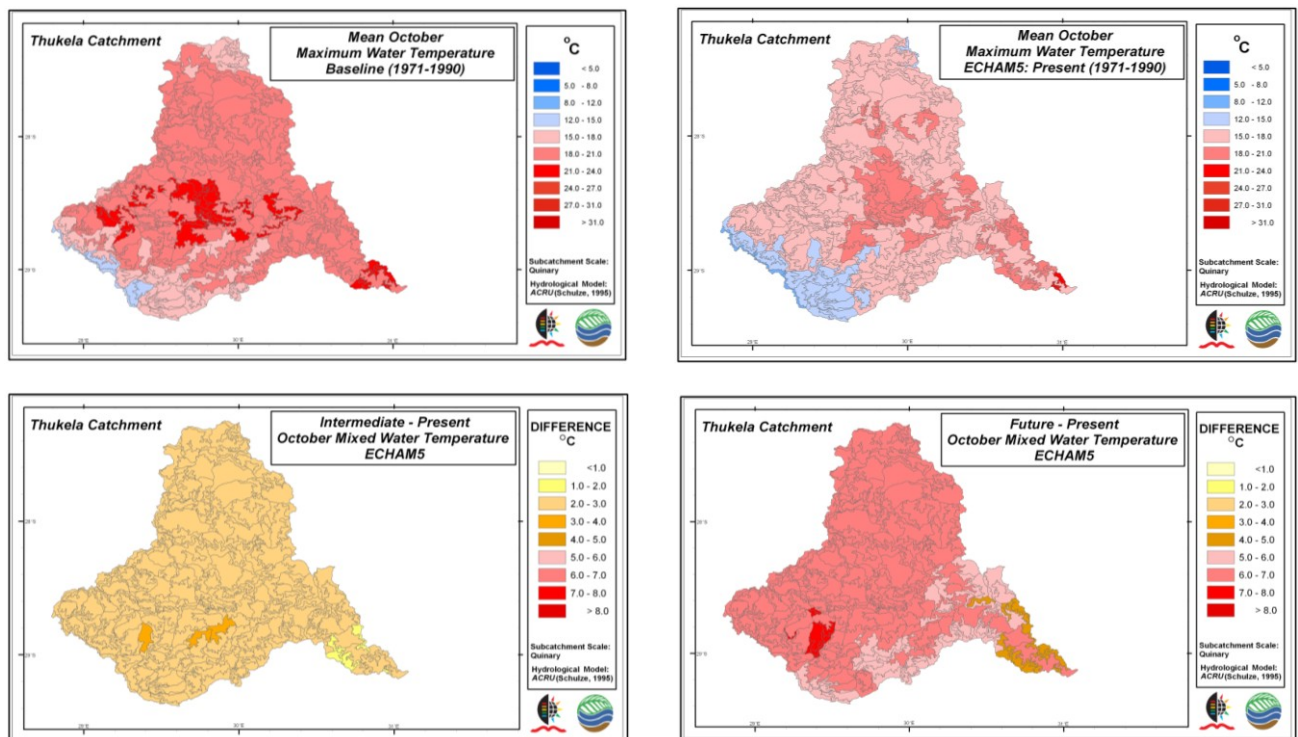 Thukela Catchment
Mean October
Maximum Water Temperature
Baseline (1971-1990)
°C
< 5.0
5.0 - 8.0
8.0 - 12.0
12.0 - 15.0
15.0 - 18.0
18.0 - 21.0
21.0 - 24.0
24.0 - 27.0
27.0 - 31.0
> 31.0
Subcatchment Scale:
Quinary
Hydrological Model:
ACRU (Schulze, 1995)
Thukela Catchment
Mean October
Maximum Water Temperature
ECHAM5: Present (1971-1990)
°C
< 5.0
5.0 - 8.0
8.0 - 12.0
12.0 - 15.0
15.0 - 18.0
18.0 - 21.0
21.0 - 24.0
24.0 - 27.0
27.0 - 31.0
> 31.0
Subcatchment Scale:
Quinary
Hydrological Model:
ACRU (Schulze, 1995)
Thukela Catchment
Intermediate - Present
October Mixed Water Temperature
ECHAM5
DIFFERENCE
°C
<1.0
1.0 - 2.0
2.0 - 3.0
3.0 - 4.0
4.0 - 5.0
5.0 - 6.0
6.0 - 7.0
7.0 - 8.0
> 8.0
Subcatchment Scale:
Quinary
Hydrological Model:
ACRU (Schulze, 1995)
Thukela Catchment
Future - Present
October Mixed Water Temperature
ECHAM5
DIFFERENCE
°C
<1.0
1.0 - 2.0
2.0 - 3.0
3.0 - 4.0
4.0 - 5.0
5.0 - 6.0
6.0 - 7.0
7.0 - 8.0
> 8.0
Subcatchment Scale:
Quinary
Hydrological Model:
ACRU (Schulze, 1995)